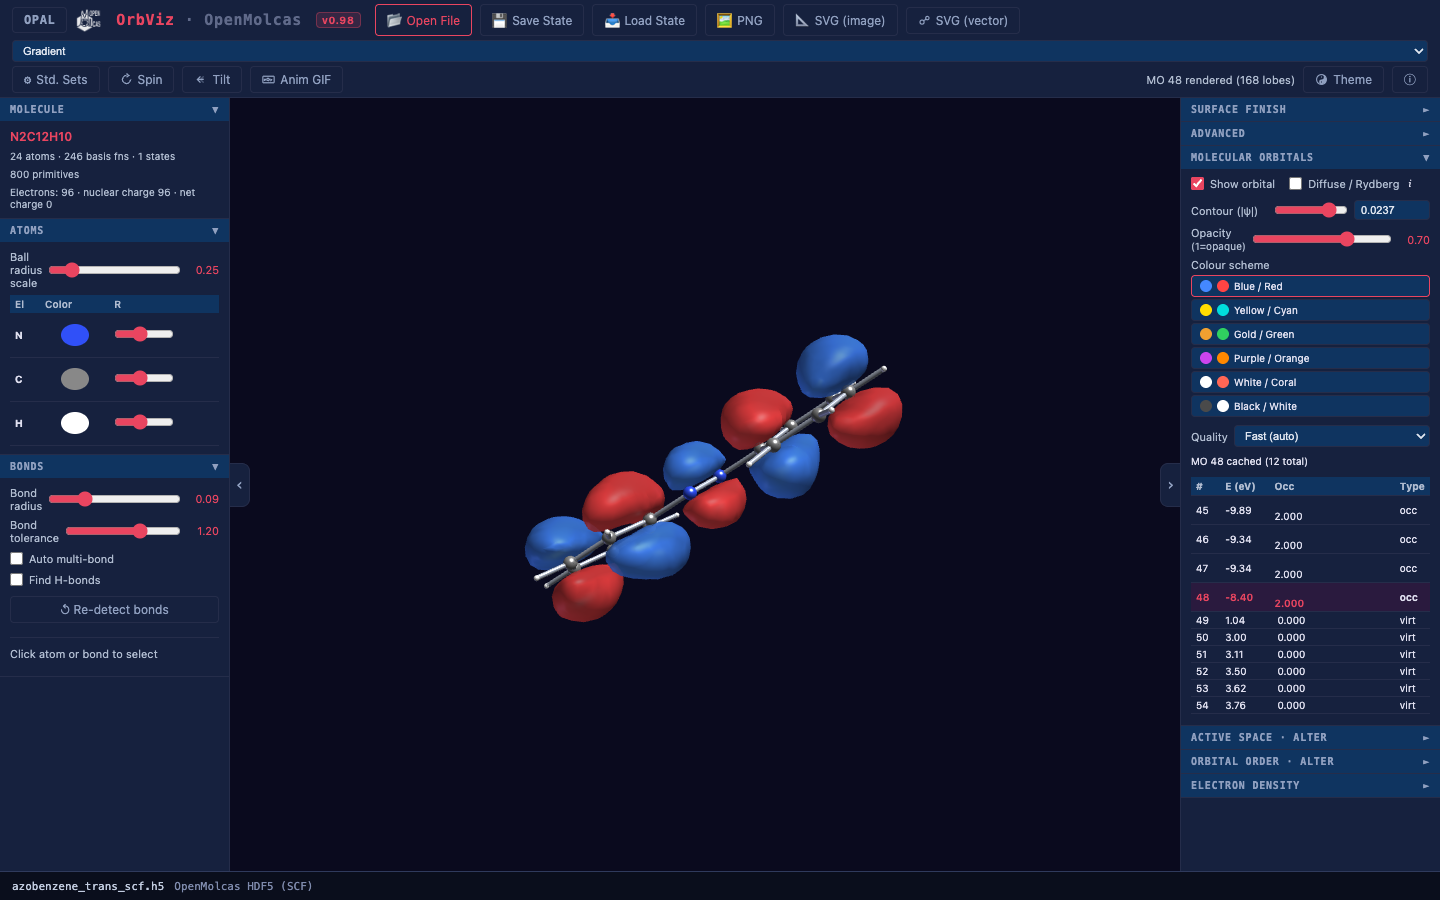 OPAL
OrbViz · OpenMolcas v0.98
Open File
Save State
Load State
PNG
SVG (image)
SVG (vector)
Gradient
Std. Sets
Spin
Tilt
Anim GIF
MO 48 rendered (168 lobes)
Theme
MOLECULE
N2C12H10
24 atoms · 246 basis fns · 1 states
800 primitives
Electrons: 96 · nuclear charge 96 · net
charge 0
ATOMS
Ball
radius
scale
0.25
El Color R
N
C
H
BONDS
Bond
radius
0.09
Bond
tolerance
1.20
Auto multi-bond
Find H-bonds
Re-detect bonds
Click atom or bond to select
SURFACE FINISH
ADVANCED
MOLECULAR ORBITALS
Show orbital
Diffuse / Rydberg i
Contour (|ψ|) 0.0237
Opacity
(1=opaque)
0.70
Colour scheme
Blue / Red
Yellow / Cyan
Gold / Green
Purple / Orange
White / Coral
Black / White
Quality Fast (auto)
MO 48 cached (12 total)
# E (eV) Occ Type
45 -9.89 2.000 occ
46 -9.34 2.000 occ
47 -9.34 2.000 occ
48 -8.40 2.000 occ
49 1.04 0.000 virt
50 3.00 0.000 virt
51 3.11 0.000 virt
52 3.50 0.000 virt
53 3.62 0.000 virt
54 3.76 0.000 virt
ACTIVE SPACE · ALTER
ORBITAL ORDER · ALTER
ELECTRON DENSITY
azobenzene_trans_scf.h5 OpenMolcas HDF5 (SCF)